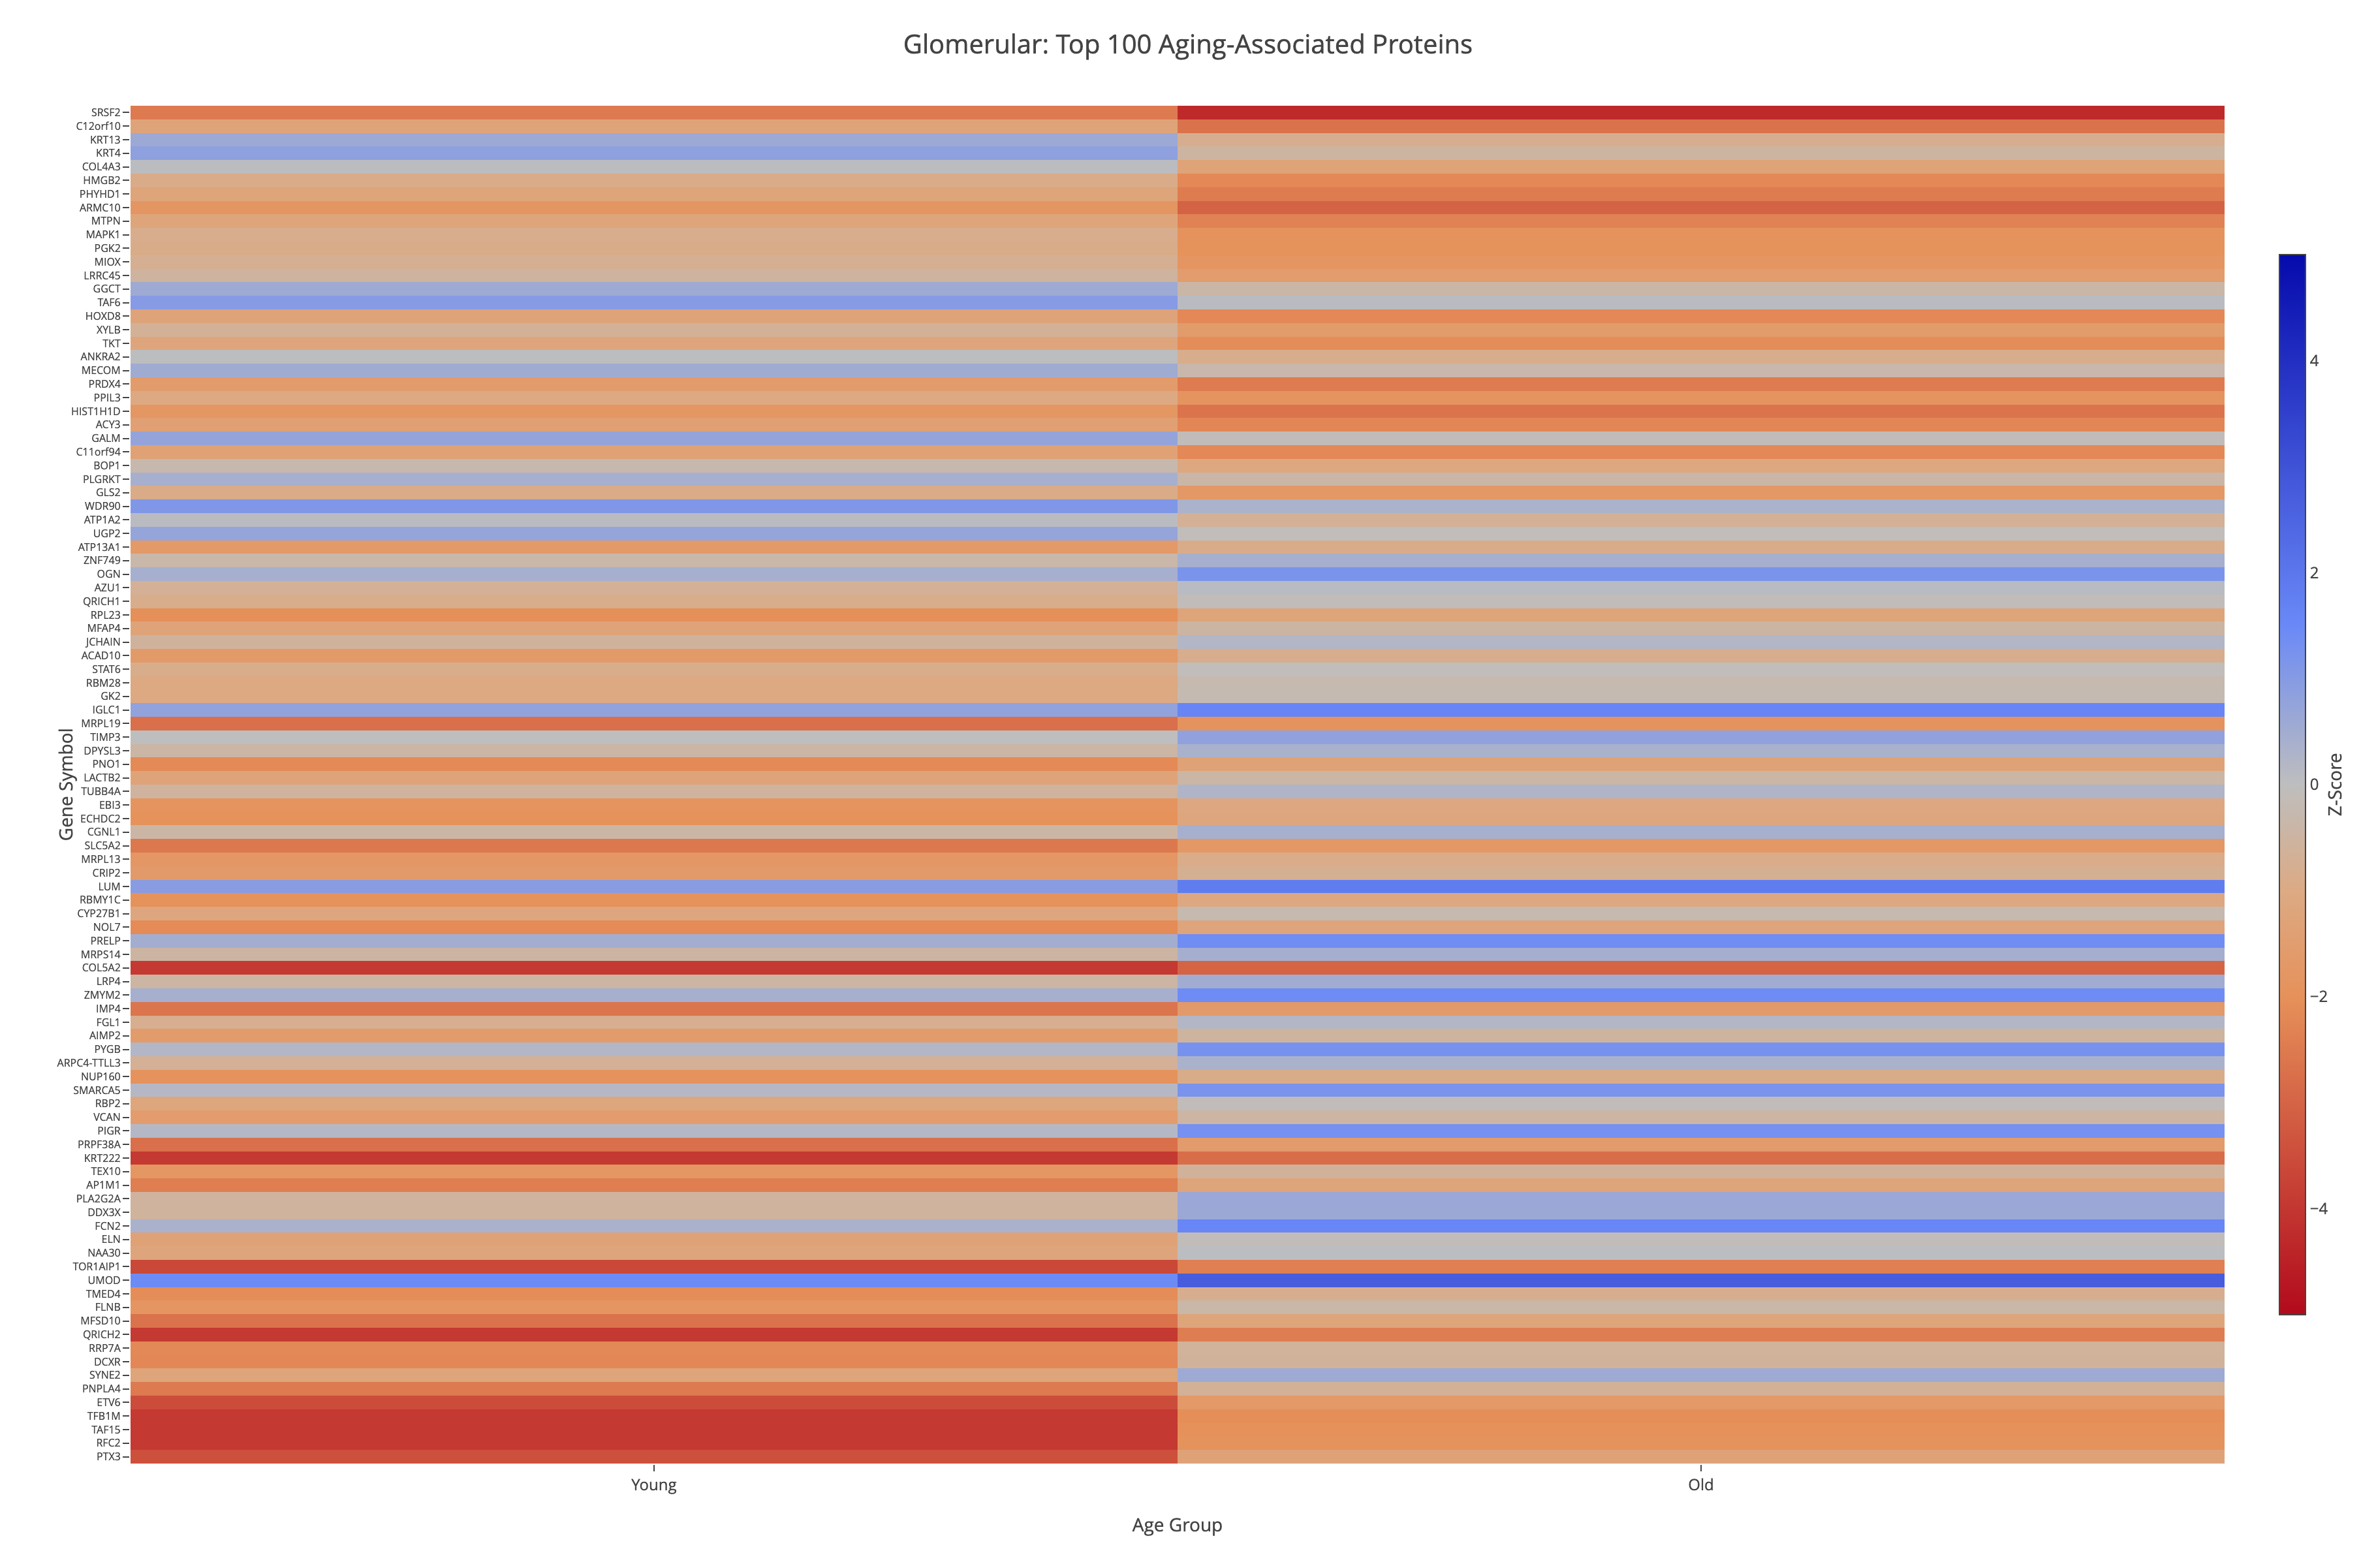 Glomerular: Top 100 Aging-Associated Proteins
SRSF2
C12orf10
KRT13
KRT4
COL4A3
HMGB2
PHYHD1
ARMC10
MTPN
MAPK1
PGK2
MIOX
LRRC45
GGCT
TAF6
HOXD8
XYLB
TKT
ANKRA2
MECOM
PRDX4
PPIL3
HIST1H1D
ACY3
GALM
C11orf94
BOP1
PLGRKT
GLS2
WDR90
ATP1A2
UGP2
ATP13A1
ZNF749
OGN
AZU1
QRICH1
RPL23
MFAP4
JCHAIN
ACAD10
STAT6
RBM28
GK2
IGLC1
MRPL19
TIMP3
DPYSL3
PNO1
LACTB2
TUBB4A
EBI3
ECHDC2
CGNL1
SLC5A2
MRPL13
CRIP2
LUM
RBMY1C
CYP27B1
NOL7
PRELP
MRPS14
COL5A2
LRP4
ZMYM2
IMP4
FGL1
AIMP2
PYGB
ARPC4-TTLL3
NUP160
SMARCA5
RBP2
VCAN
PIGR
PRPF38A
KRT222
TEX10
AP1M1
PLA2G2A
DDX3X
FCN2
ELN
NAA30
TOR1AIP1
UMOD
TMED4
FLNB
MFSD10
QRICH2
RRP7A
DCXR
SYNE2
PNPLA4
ETV6
TFB1M
TAF15
RFC2
PTX3
Gene Symbol
Young
Old
Age Group
4
2
0
−2
−4
Z-Score